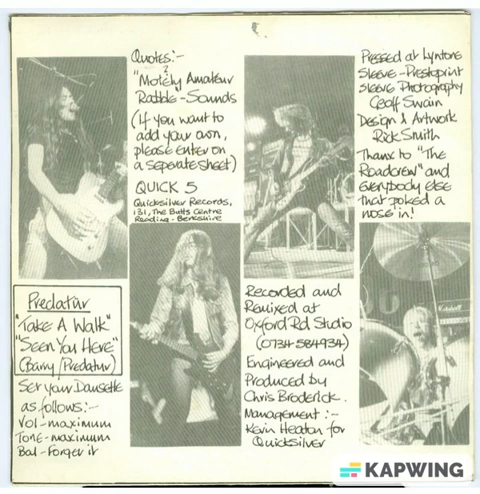 Quotes:-
"Motely Amateur
Rabble - Sounds
(If you want to
add your own,
please enter on
a seperate sheet)
QUICK 5
Quicksilver Records,
131, The Butts Centre
Reading - Berkshire
Pressed at Lyntone
Sleeve - Prestoprint
Sleeve Photography
Geoff Swain
Design & Artwork
Rick Smith
Thanx to "The
Roadcrew" and
everybody else
that poked a
nose in!
Predatür
"Take A Walk"
"Seen You Here"
(Barry/Predatur)
Set your Dansette
as follows:-
Vol - maximum
Tone - maximum
Bal - Forger it
Recorded and
Remixed at
Oxford Rd Studio
(0734 584934)
Engineered and
Produced by
Chris Broderick.
Management :-
Kevin Heaton for
Quicksilver
Marshall
KAPWING